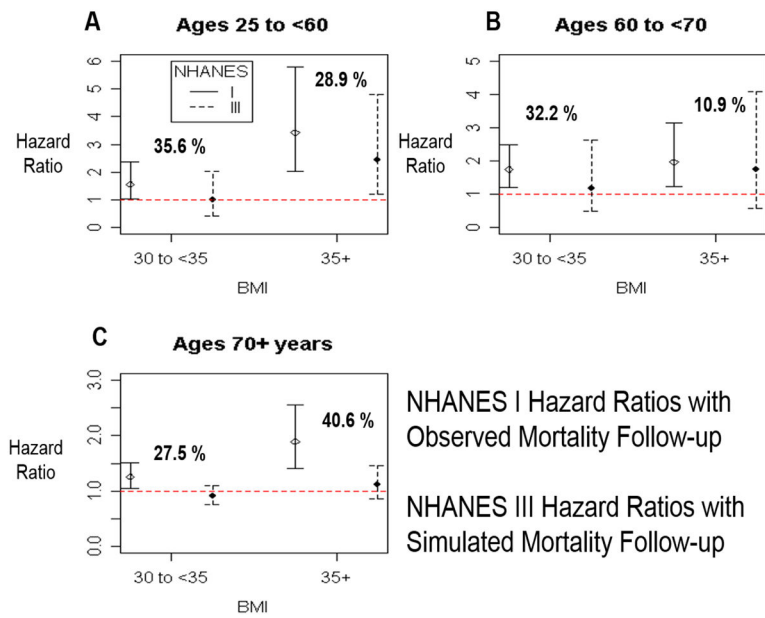 A
Ages 25 to <60
Hazard
Ratio
0 1 2 3 4 5 6
NHANES
I
III
35.6 %
28.9 %
30 to <35
35+
BMI
B
Ages 60 to <70
Hazard
Ratio
0 1 2 3 4 5
32.2 %
10.9 %
30 to <35
35+
BMI
C
Ages 70+ years
Hazard
Ratio
0.0 1.0 2.0 3.0
27.5 %
40.6 %
30 to <35
35+
BMI
NHANES I Hazard Ratios with
Observed Mortality Follow-up
NHANES III Hazard Ratios with
Simulated Mortality Follow-up